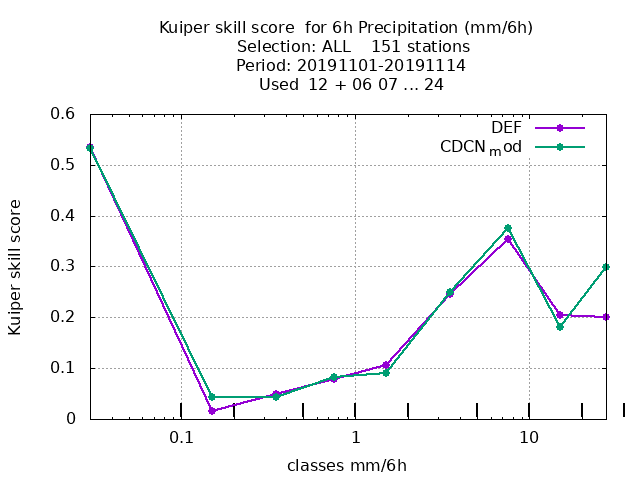 Kuiper skill score  for 6h Precipitation (mm/6h)
Selection: ALL    151 stations
Period: 20191101-20191114
Used  12 + 06 07 ... 24
DEF
CDCNmod
Kuiper skill score
0.6
0.5
0.4
0.3
0.2
0.1
0
0.1
1
10
classes mm/6h